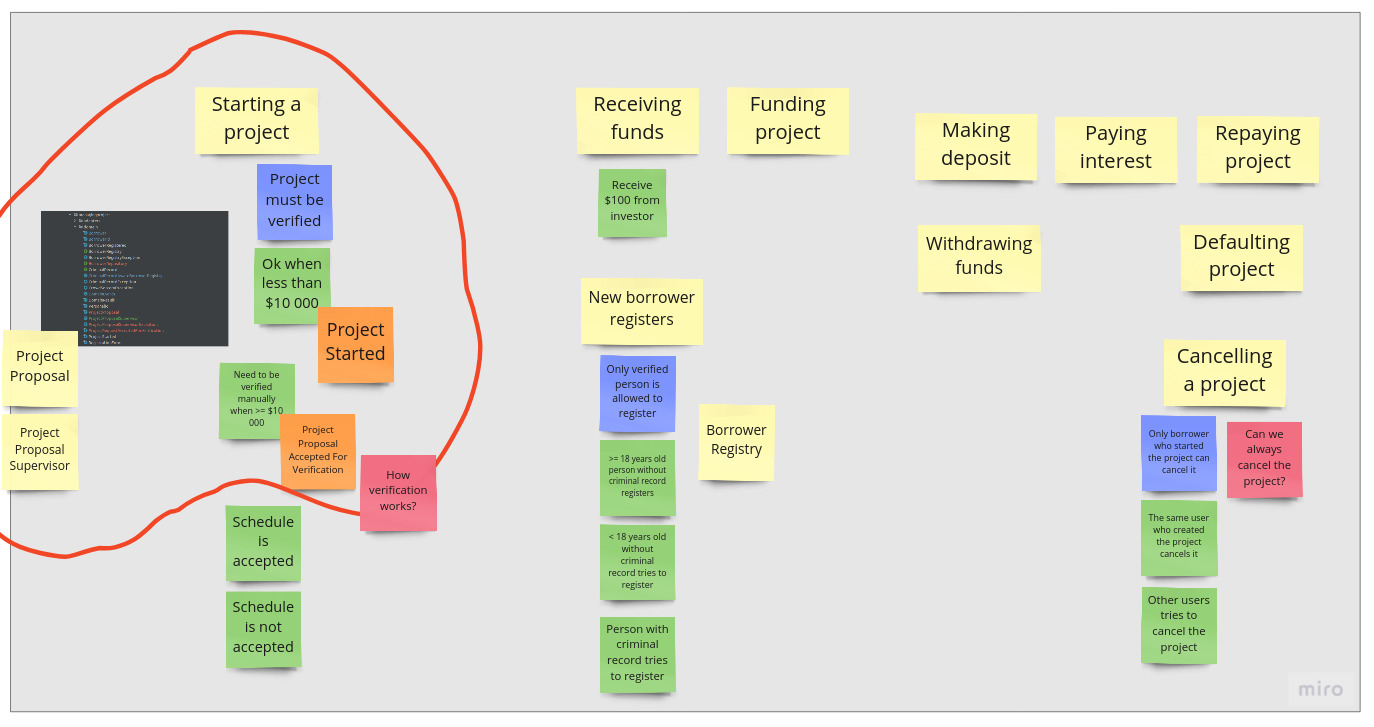 Starting a
project
Project
must be
verified
Ok when
less than
$10 000
Project
Started
Project
Proposal
Project
Proposal
Supervisor
Need to be
verified
manually
when >= $10
000
Project
Proposal
Accepted For
Verification
How
verification
works?
Schedule
is
accepted
Schedule
is not
accepted
Receiving
funds
Receive
$100 from
investor
Funding
project
New borrower
registers
Only verified
person is
allowed to
register
>= 18 years old
person without
criminal record
registers
< 18 years old
without
criminal
record tries to
register
Person with
criminal
record tries
to register
Borrower
Registry
Making
deposit
Paying
interest
Repaying
project
Withdrawing
funds
Defaulting
project
Cancelling
a project
Only borrower
who started
the project can
cancel it
Can we
always
cancel the
project?
The same user
who created
the project
cancels it
Other users
tries to
cancel the
project
miro